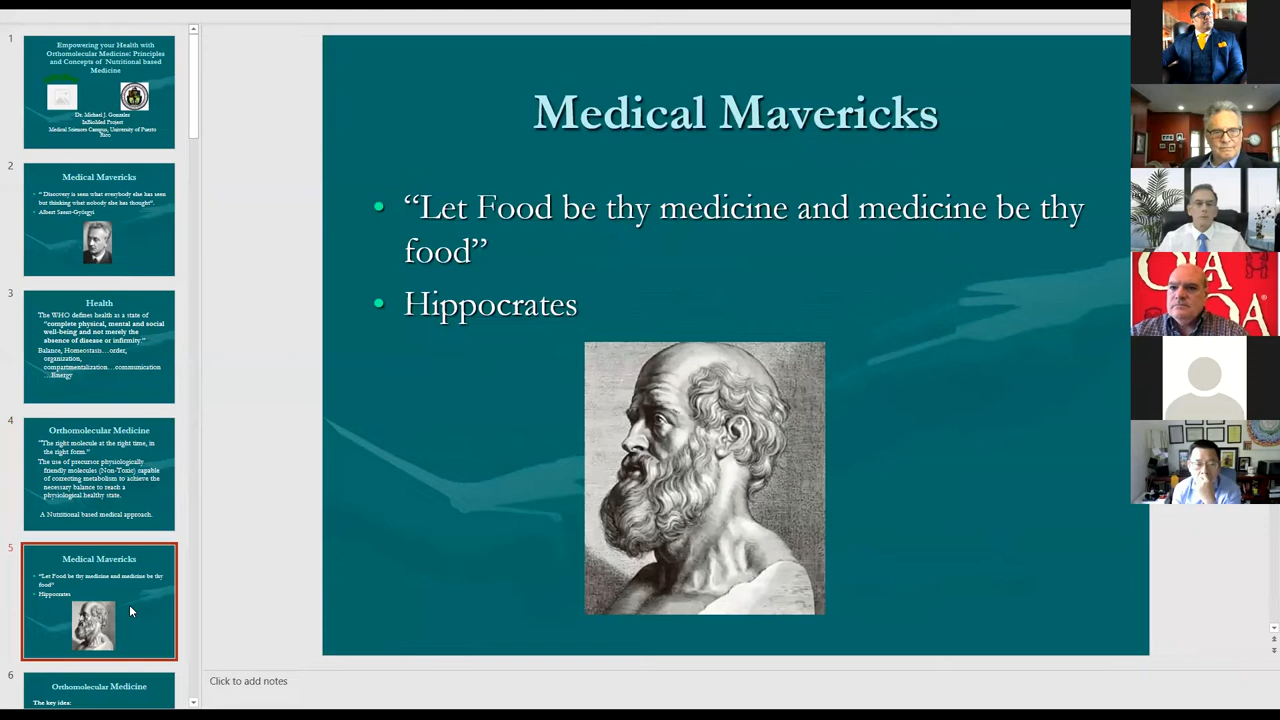 1
Empowering your Health with
Orthomolecular Medicine: Principles
and Concepts of Nutritional based
Medicine
Dr. Michael J. Gonzalez
InBioMed Project
Medical Sciences Campus, University of Puerto
Rico
2
Medical Mavericks
“ Discovery is seen what everybody else has seen
but thinking what nobody else has thought”.
Albert Szent-Györgyi
3
Health
The WHO defines health as a state of
“complete physical, mental and social
well-being and not merely the
absence of disease or infirmity.”
Balance, Homeostasis…order,
organization,
compartmentalization…communication
…Energy
4
Orthomolecular Medicine
“The right molecule at the right time, in
the right form.”
The use of precursor physiologically
friendly molecules (Non-Toxic) capable
of correcting metabolism to achieve the
necessary balance to reach a
physiological healthy state.
A Nutritional based medical approach.
5
Medical Mavericks
“Let Food be thy medicine and medicine be thy
food”
Hippocrates
6
Orthomolecular Medicine
The key idea:
Medical Mavericks
“Let Food be thy medicine and medicine be thy
food”
Hippocrates
Click to add notes